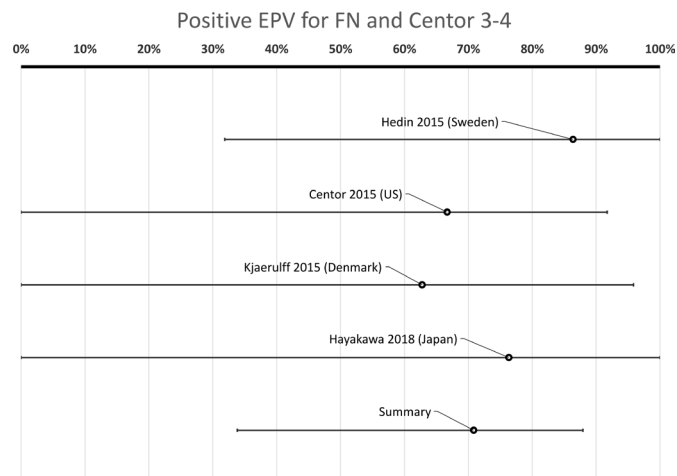 Positive EPV for FN and Centor 3-4
0% 10% 20% 30% 40% 50% 60% 70% 80% 90% 100%
Hedin 2015 (Sweden)
Centor 2015 (US)
Kjaerulff 2015 (Denmark)
Hayakawa 2018 (Japan)
Summary